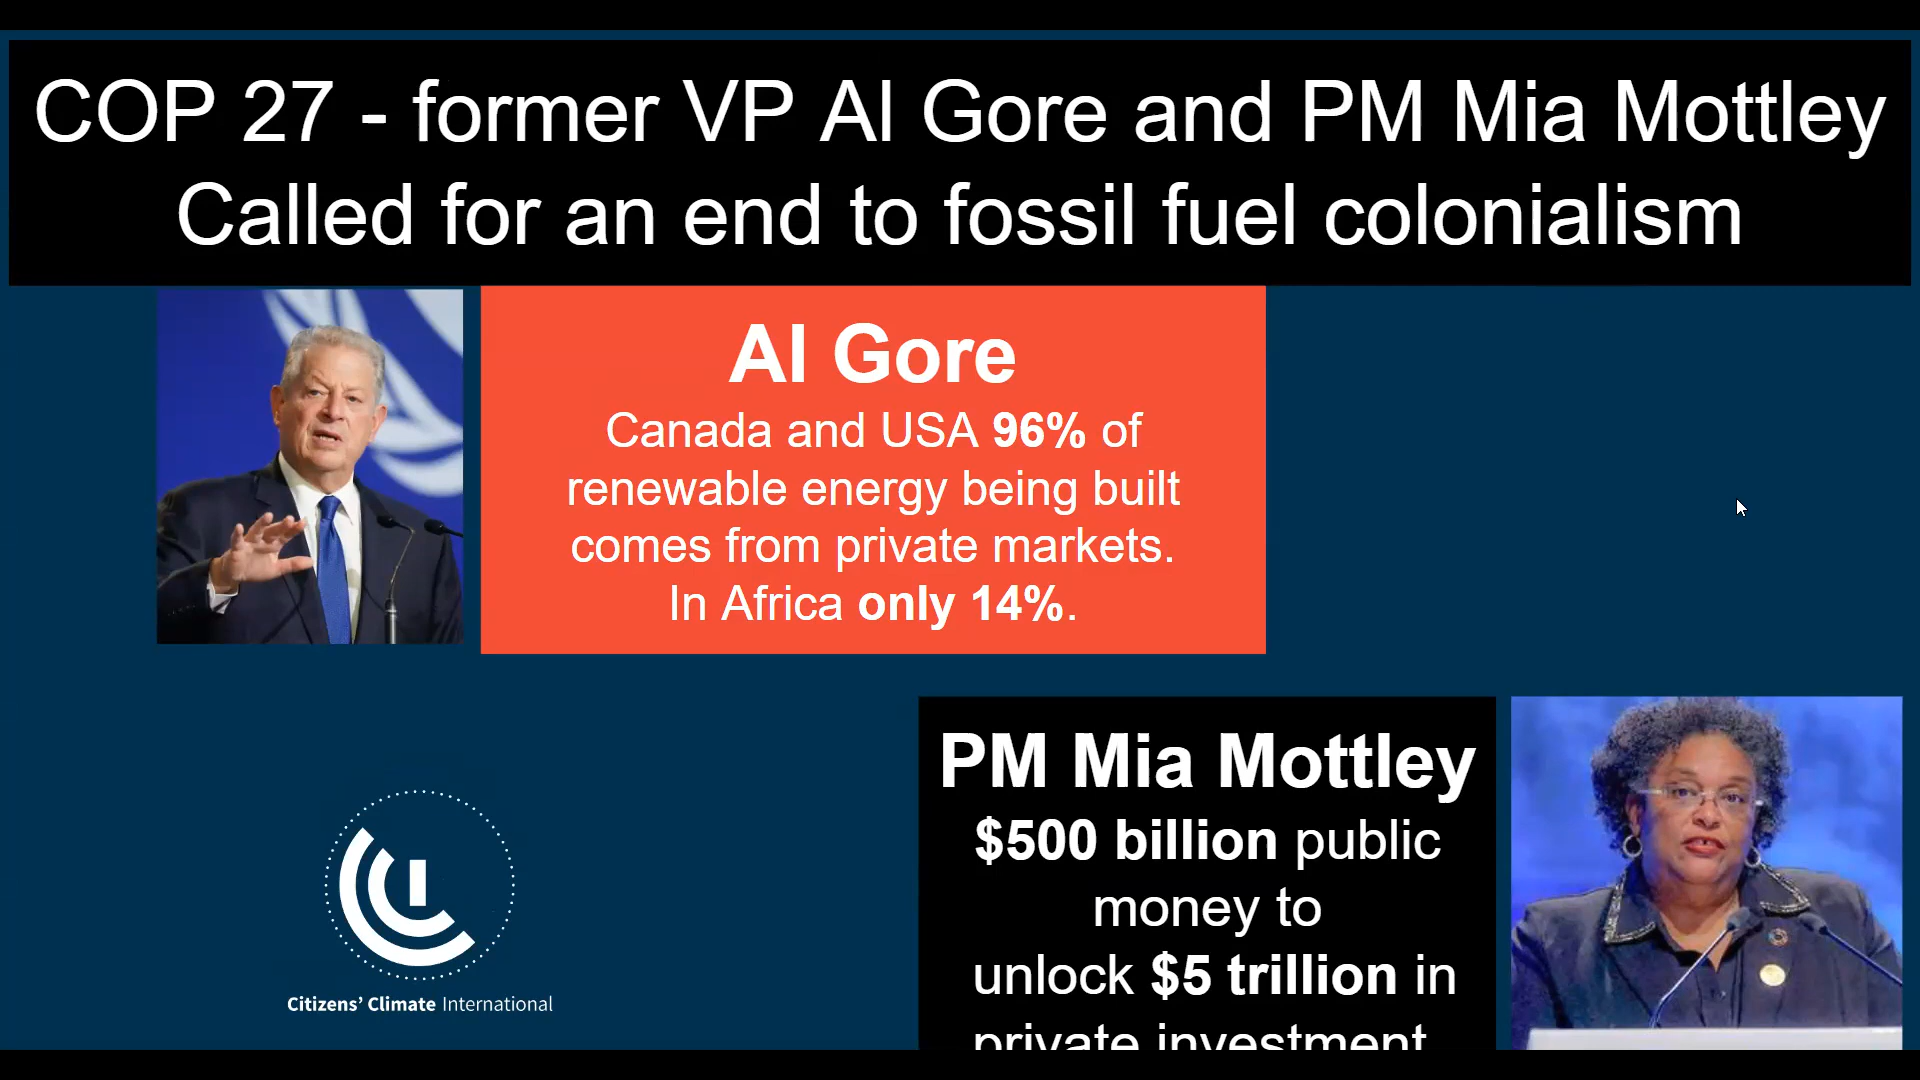 COP 27 - former VP Al Gore and PM Mia Mottley
Called for an end to fossil fuel colonialism
Al Gore
Canada and USA 96% of
renewable energy being built
comes from private markets.
In Africa only 14%.
PM Mia Mottley
$500 billion public
money to
unlock $5 trillion in
private investment
Citizens' Climate International